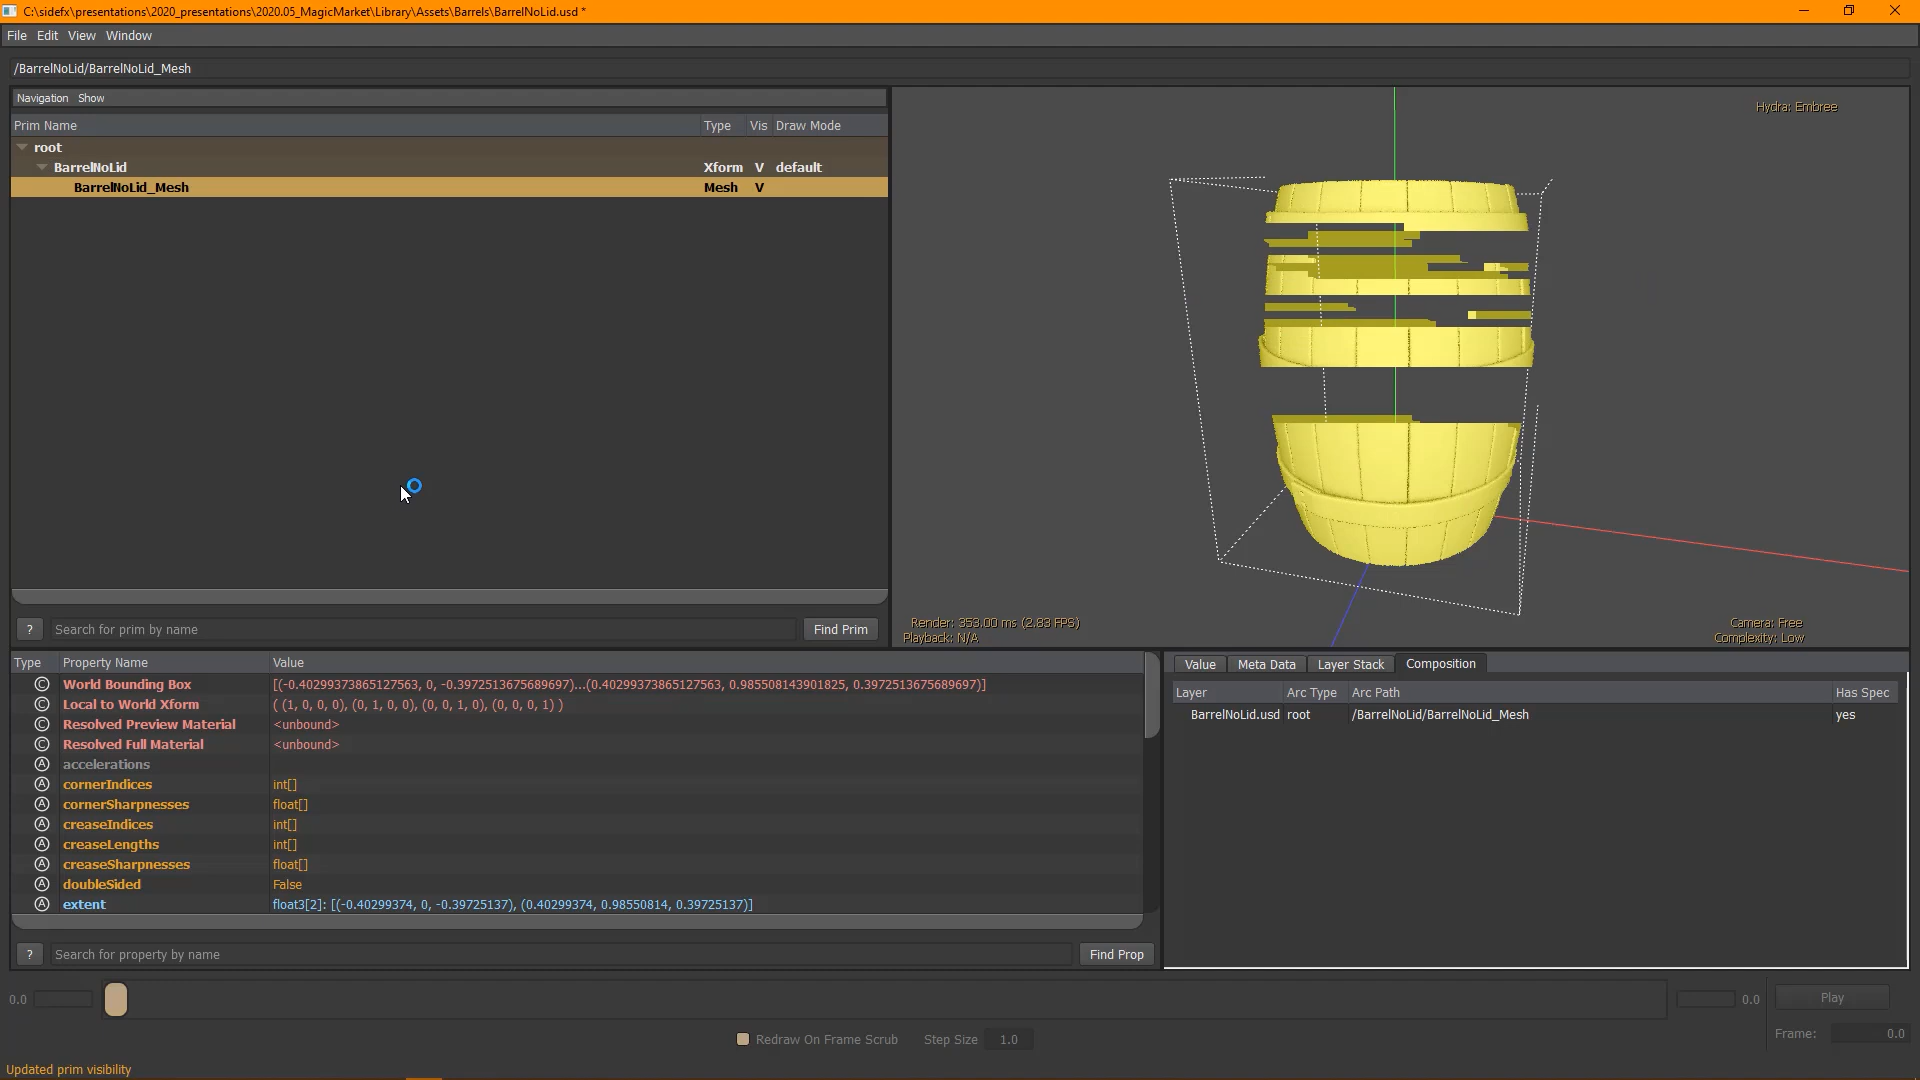 C:\sidefx\presentations\2020_presentations\2020.05_MagicMarket\Library\Assets\Barrels\BarrelNoLid.usd *
File Edit View Window
/BarrelNoLid/BarrelNoLid_Mesh
Navigation Show
Prim Name Type Vis Draw Mode
root
BarrelNoLid Xform V default
BarrelNoLid_Mesh Mesh V
Hydra: Embree
Render: 353.00 ms (2.83 FPS)
Playback: N/A
Camera: Free
Complexity: Low
? Search for prim by name Find Prim
Type Property Name Value
C World Bounding Box [(-0.40299373865127563, 0, -0.3972513675689697)...(0.40299373865127563, 0.985508143901825, 0.3972513675689697)]
C Local to World Xform ( (1, 0, 0, 0), (0, 1, 0, 0), (0, 0, 1, 0), (0, 0, 0, 1) )
C Resolved Preview Material <unbound>
C Resolved Full Material <unbound>
A accelerations
A cornerIndices int[]
A cornerSharpnesses float[]
A creaseIndices int[]
A creaseLengths int[]
A creaseSharpnesses float[]
A doubleSided False
A extent float3[2]: [(-0.40299374, 0, -0.39725137), (0.40299374, 0.98550814, 0.39725137)]
? Search for property by name Find Prop
Value Meta Data Layer Stack Composition
Layer Arc Type Arc Path Has Spec
BarrelNoLid.usd root /BarrelNoLid/BarrelNoLid_Mesh yes
0.0 0.0 Play
Redraw On Frame Scrub Step Size 1.0 Frame: 0.0
Updated prim visibility